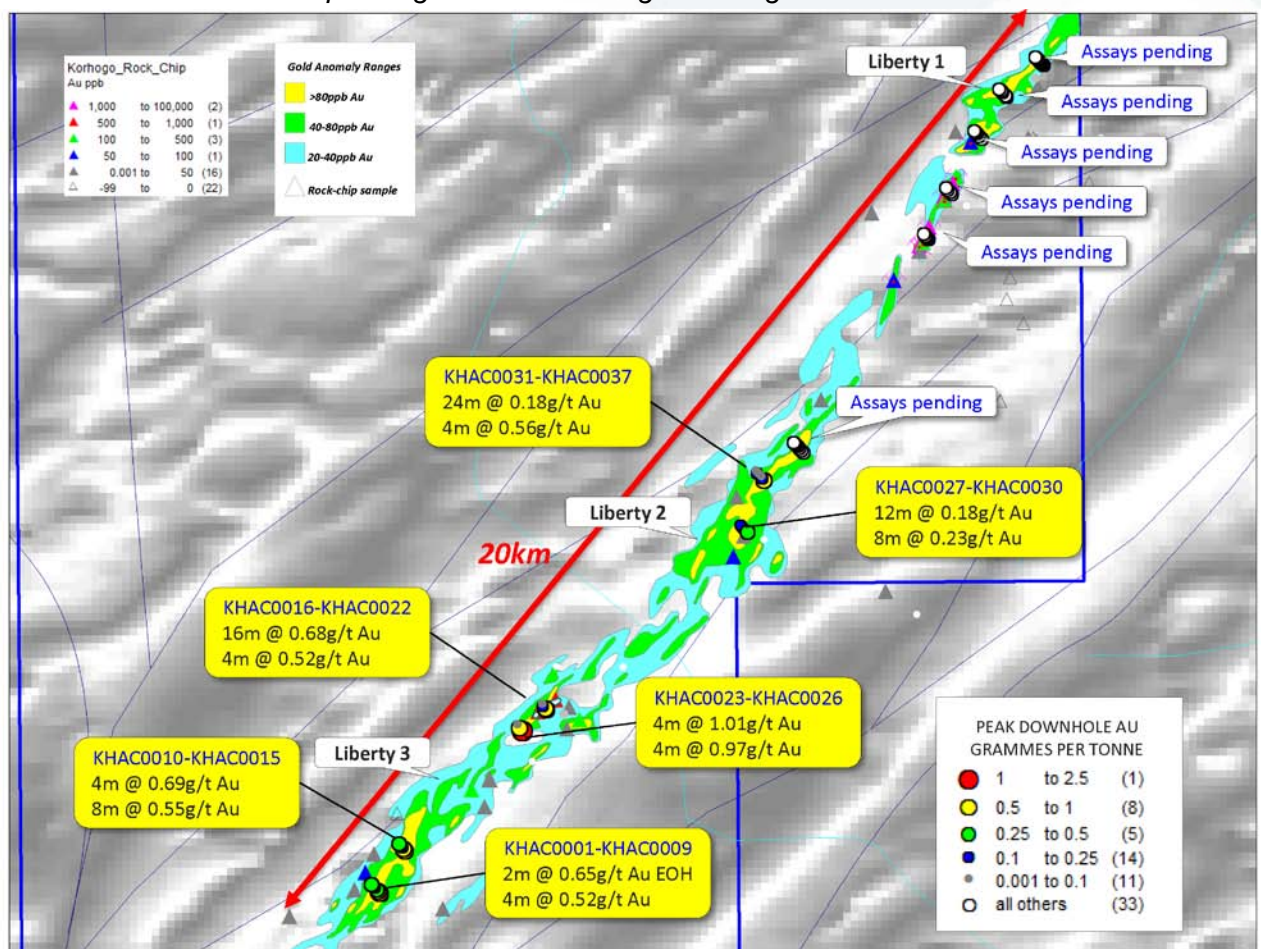 Korhogo_Rock_Chip
Au ppb
1,000 to 100,000 (2)
500 to 1,000 (1)
100 to 500 (3)
50 to 100 (1)
0.001 to 50 (16)
-99 to 0 (22)
Gold Anomaly Ranges
>80ppb Au
40-80ppb Au
20-40ppb Au
Rock-chip sample
Liberty 1
Assays pending
Assays pending
Assays pending
Assays pending
Assays pending
KHAC0031-KHAC0037
24m @ 0.18g/t Au
4m @ 0.56g/t Au
Assays pending
KHAC0027-KHAC0030
12m @ 0.18g/t Au
8m @ 0.23g/t Au
Liberty 2
20km
KHAC0016-KHAC0022
16m @ 0.68g/t Au
4m @ 0.52g/t Au
KHAC0023-KHAC0026
4m @ 1.01g/t Au
4m @ 0.97g/t Au
Liberty 3
KHAC0010-KHAC0015
4m @ 0.69g/t Au
8m @ 0.55g/t Au
KHAC0001-KHAC0009
2m @ 0.65g/t Au EOH
4m @ 0.52g/t Au
PEAK DOWNHOLE AU
GRAMMES PER TONNE
1 to 2.5 (1)
0.5 to 1 (8)
0.25 to 0.5 (5)
0.1 to 0.25 (14)
0.001 to 0.1 (11)
all others (33)